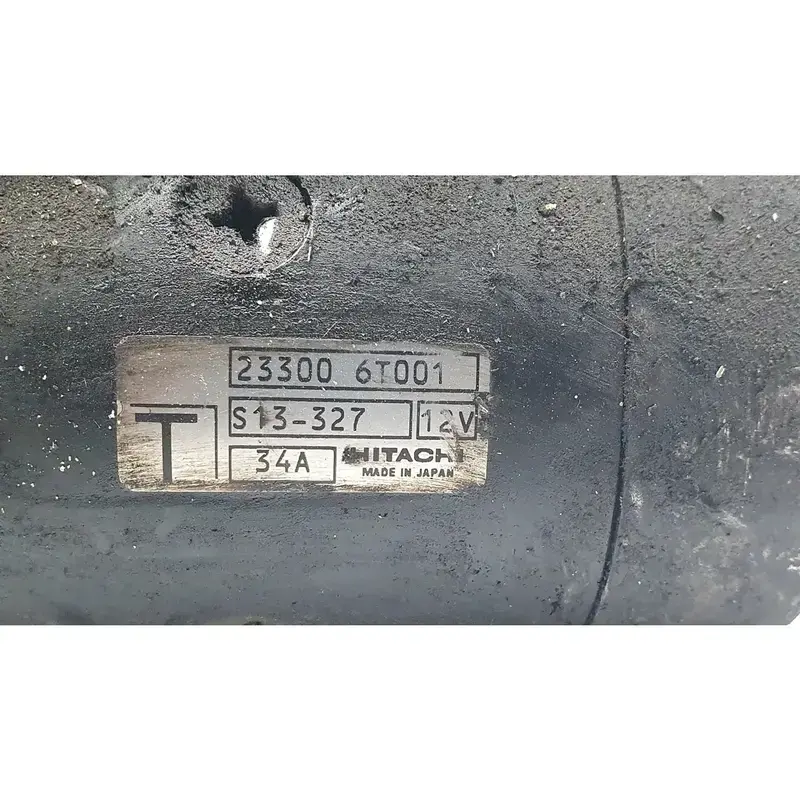 23300 6T001
T
S13-327 12V
34A HITACHI
MADE IN JAPAN